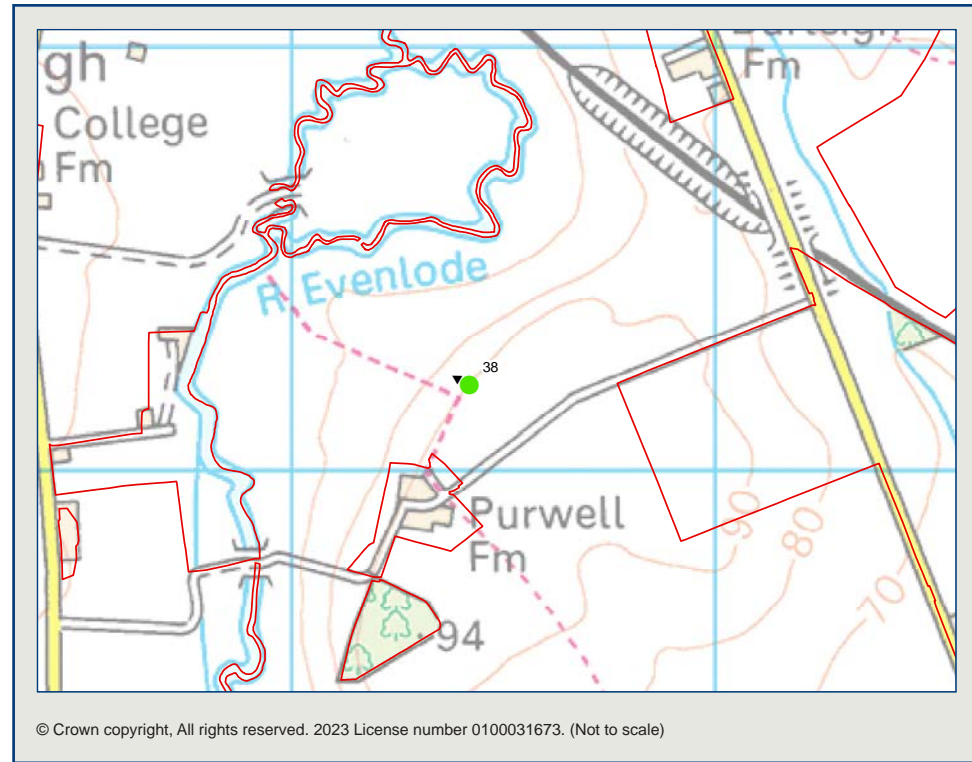 gh
College
Fm
Fm
R Evenlode
38
Purwell
Fm
90
80
70
94
© Crown copyright, All rights reserved. 2023 License number 0100031673. (Not to scale)